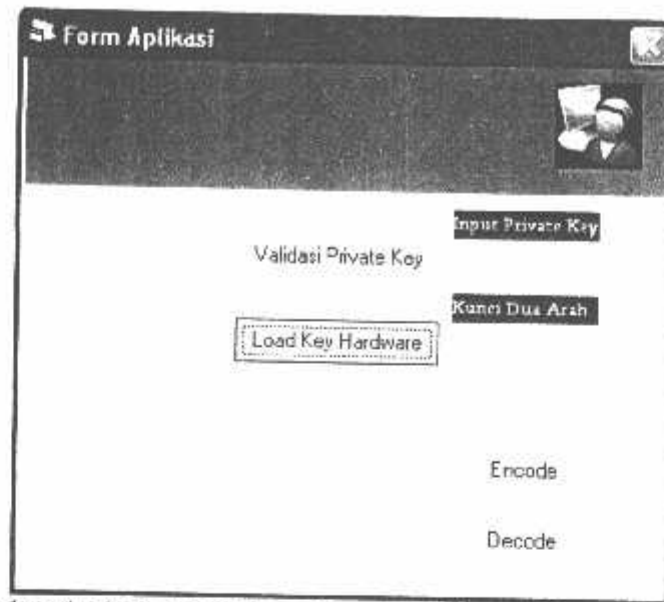 Form Aplikasi
Input Private Key
Validasi Private Key
Kunci Dua Arah
Load Key Hardware
Encode
Decode